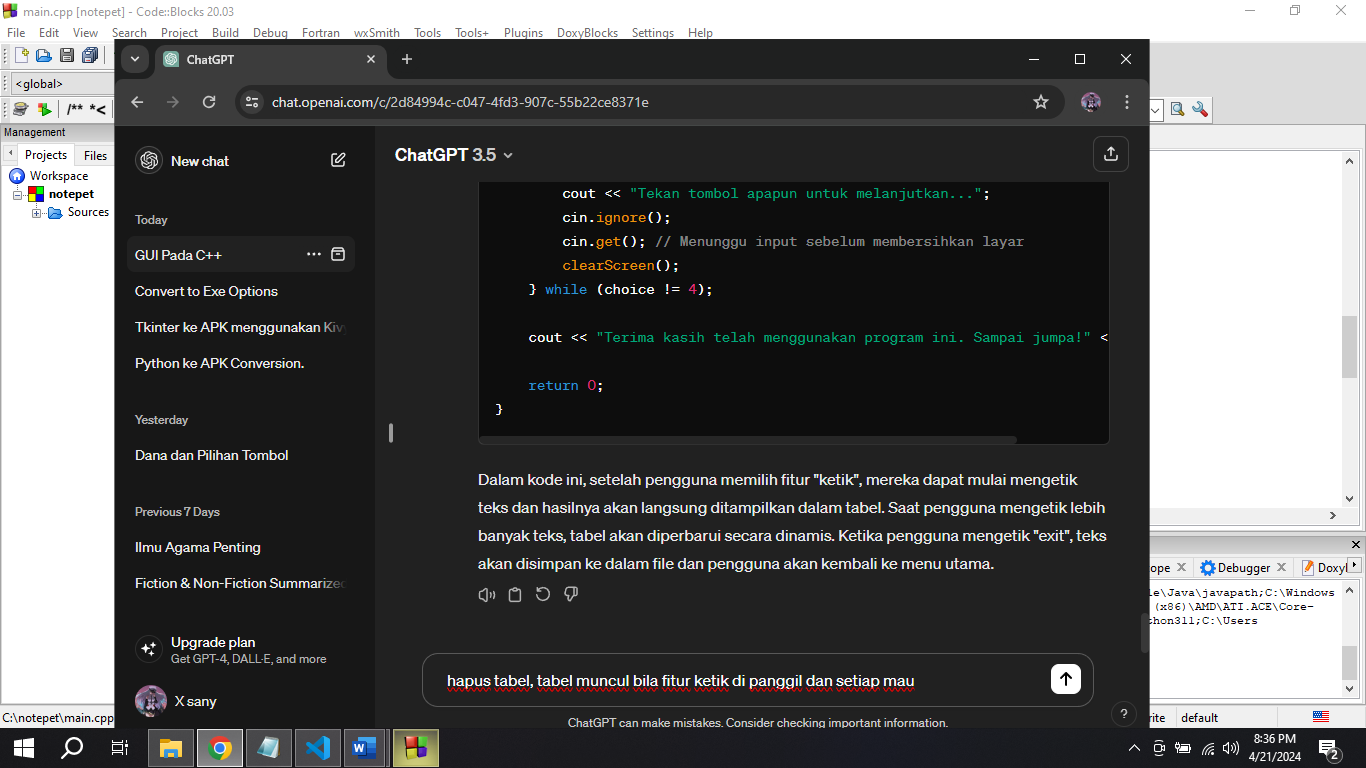 main.cpp [notepet] - Code::Blocks 20.03
File Edit View Search Project Build Debug Fortran wxSmith Tools Tools+ Plugins DoxyBlocks Settings Help
<global>
/** *<
Management
Projects Files
Workspace
notepet
Sources
ChatGPT
chat.openai.com/c/2d84994c-c047-4fd3-907c-55b22ce8371e
New chat
Today
GUI Pada C++
Convert to Exe Options
Tkinter ke APK menggunakan Kiv
Python ke APK Conversion.
Yesterday
Dana dan Pilihan Tombol
Previous 7 Days
Ilmu Agama Penting
Fiction & Non-Fiction Summarized
Upgrade plan
Get GPT-4, DALL·E, and more
X sany
ChatGPT 3.5
cout << "Tekan tombol apapun untuk melanjutkan...";
cin.ignore();
cin.get(); // Menunggu input sebelum membersihkan layar
clearScreen();
} while (choice != 4);
cout << "Terima kasih telah menggunakan program ini. Sampai jumpa!" <
return 0;
}
Dalam kode ini, setelah pengguna memilih fitur "ketik", mereka dapat mulai mengetik
teks dan hasilnya akan langsung ditampilkan dalam tabel. Saat pengguna mengetik lebih
banyak teks, tabel akan diperbarui secara dinamis. Ketika pengguna mengetik "exit", teks
akan disimpan ke dalam file dan pengguna akan kembali ke menu utama.
hapus tabel, tabel muncul bila fitur ketik di panggil dan setiap mau
ChatGPT can make mistakes. Consider checking important information.
?
ope Debugger Doxyl
le\Java\javapath;C:\Windows
(x86)\AMD\ATI.ACE\Core-
thon311;C:\Users
C:\notepet\main.cpp
rite default
8:36 PM
4/21/2024
2